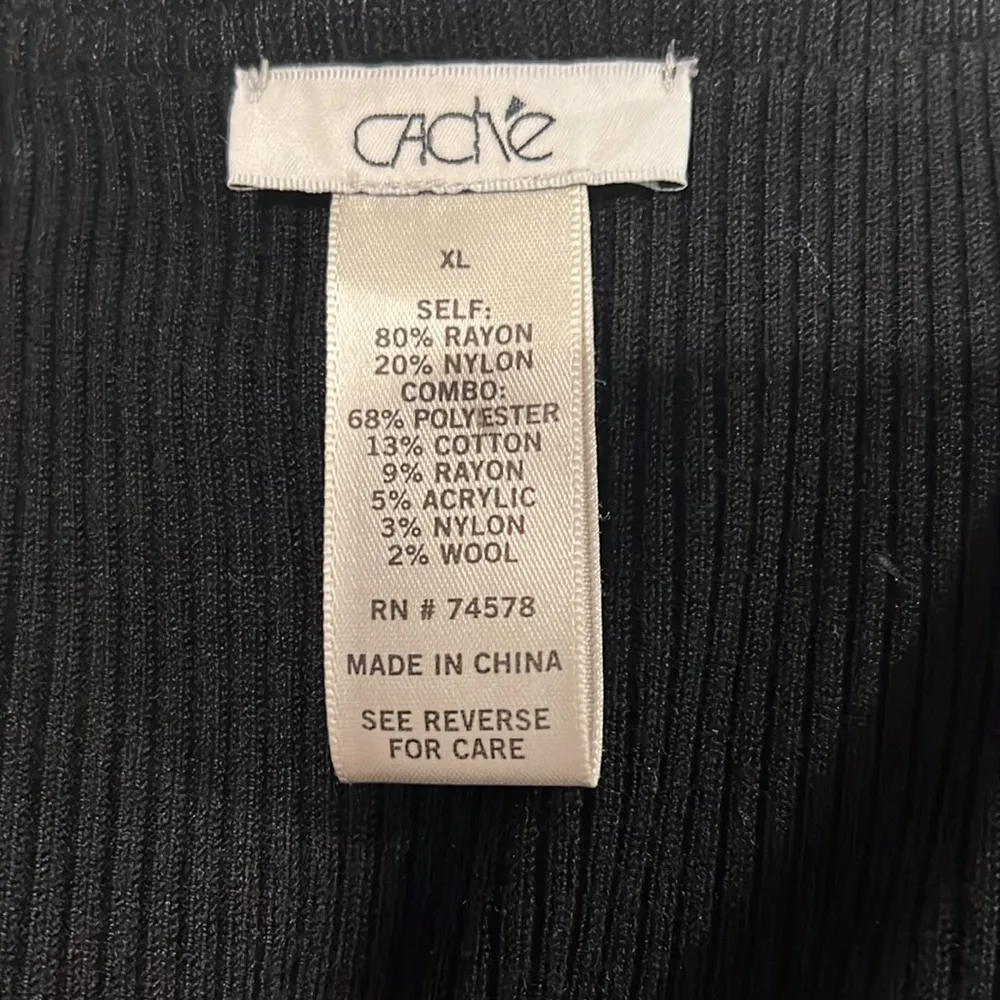 CACHÉ
XL
SELF:
80% RAYON
20% NYLON
COMBO:
68% POLYESTER
13% COTTON
9% RAYON
5% ACRYLIC
3% NYLON
2% WOOL
RN # 74578
MADE IN CHINA
SEE REVERSE
FOR CARE